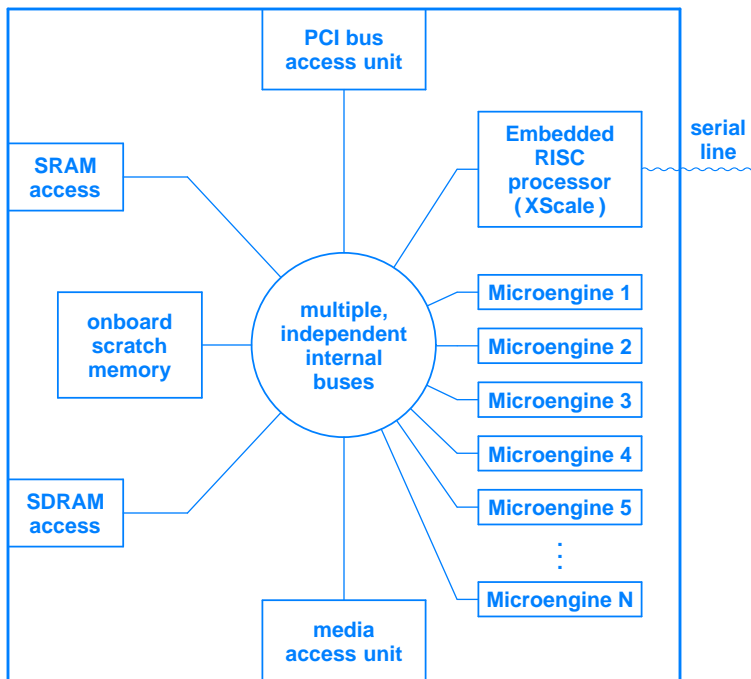 PCI bus
access unit
SRAM
access
Embedded
RISC
processor
(XScale)
serial
line
onboard
scratch
memory
multiple,
independent
internal
buses
Microengine 1
Microengine 2
Microengine 3
Microengine 4
Microengine 5
SDRAM
access
Microengine N
media
access unit